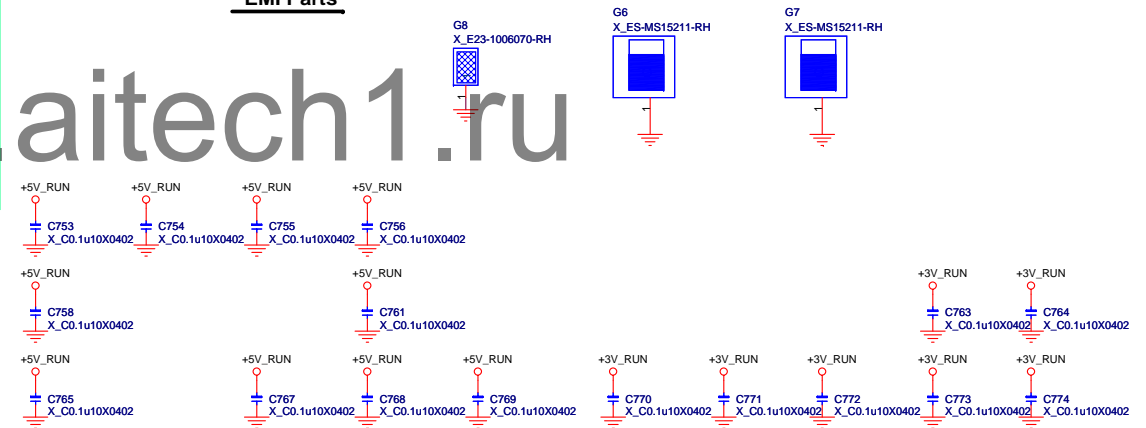 EMI Parts
G8
X_E23-1006070-RH
1
G6
X_ES-MS15211-RH
1
G7
X_ES-MS15211-RH
1
.aitech1.ru
+5V_RUN +5V_RUN +5V_RUN +5V_RUN
C753 C754 C755 C756
X_C0.1u10X0402 X_C0.1u10X0402 X_C0.1u10X0402 X_C0.1u10X0402
+5V_RUN +5V_RUN +3V_RUN +3V_RUN
C758 C761 C763 C764
X_C0.1u10X0402 X_C0.1u10X0402 X_C0.1u10X0402 X_C0.1u10X0402
+5V_RUN +5V_RUN +5V_RUN +5V_RUN +3V_RUN +3V_RUN +3V_RUN +3V_RUN +3V_RUN
C765 C767 C768 C769 C770 C771 C772 C773 C774
X_C0.1u10X0402 X_C0.1u10X0402 X_C0.1u10X0402 X_C0.1u10X0402 X_C0.1u10X0402 X_C0.1u10X0402 X_C0.1u10X0402 X_C0.1u10X0402 X_C0.1u10X0402